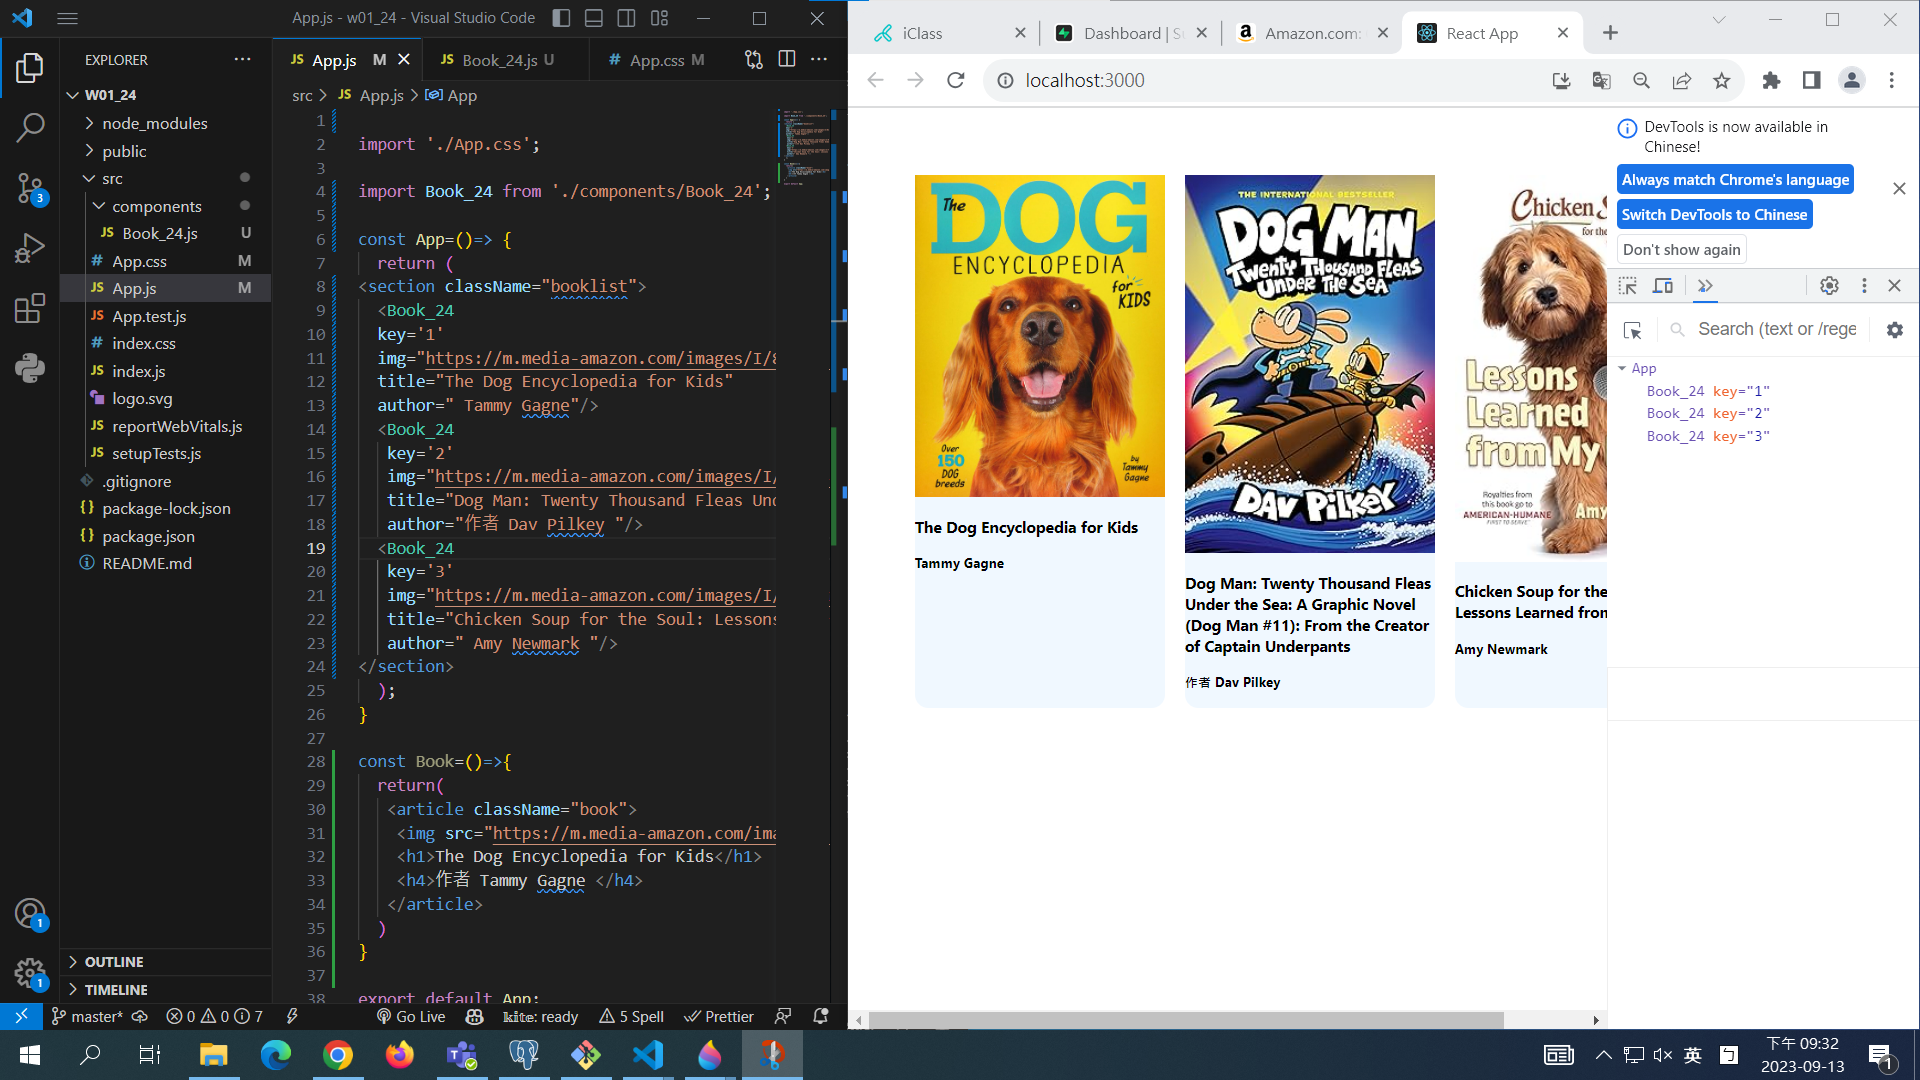 App.js - w01_24 - Visual Studio Code
EXPLORER
W01_24
node_modules
public
src
components
Book_24.js U
App.css M
App.js M
App.test.js
index.css
index.js
logo.svg
reportWebVitals.js
setupTests.js
.gitignore
package-lock.json
package.json
README.md
OUTLINE
TIMELINE
App.js M
Book_24.js U
App.css M
src > App.js > App
1
2 import './App.css';
3
4 import Book_24 from './components/Book_24';
5
6 const App=()=> {
7 return (
8 <section className="booklist">
9 <Book_24
10 key='1'
11 img="https://m.media-amazon.com/images/I/8
12 title="The Dog Encyclopedia for Kids"
13 author=" Tammy Gagne"/>
14 <Book_24
15 key='2'
16 img="https://m.media-amazon.com/images/I/
17 title="Dog Man: Twenty Thousand Fleas Und
18 author="作者 Dav Pilkey "/>
19 <Book_24
20 key='3'
21 img="https://m.media-amazon.com/images/I/
22 title="Chicken Soup for the Soul: Lessons
23 author=" Amy Newmark "/>
24 </section>
25 );
26 }
27
28 const Book=()=>{
29 return(
30 <article className="book">
31 <img src="https://m.media-amazon.com/ima
32 <h1>The Dog Encyclopedia for Kids</h1>
33 <h4>作者 Tammy Gagne </h4>
34 </article>
35 )
36 }
37
38 export default App;
3
1
1
master* 0 0 7 Go Live kite: ready 5 Spell Prettier
iClass
Dashboard | Su
Amazon.com:
React App
localhost:3000
The DOG
ENCYCLOPEDIA
for KIDS
Over
150
DOG
breeds
by
Tammy
Gagne
The Dog Encyclopedia for Kids
Tammy Gagne
THE INTERNATIONAL BESTSELLER
DOG MAN
TWENTY THOUSAND FLEAS
UNDER THE SEA
DAV PILKEY
Dog Man: Twenty Thousand Fleas
Under the Sea: A Graphic Novel
(Dog Man #11): From the Creator
of Captain Underpants
作者 Dav Pilkey
Chicken S
for the
Lessons
Learned
from My
Royalties from
this book go to
AMERICAN·HUMANE
FIRST TO SERVE
Amy
Chicken Soup for the
Lessons Learned from
Amy Newmark
DevTools is now available in
Chinese!
Always match Chrome's language
Switch DevTools to Chinese
Don't show again
Search (text or /rege
App
Book_24 key="1"
Book_24 key="2"
Book_24 key="3"
英
下午 09:32
2023-09-13
1